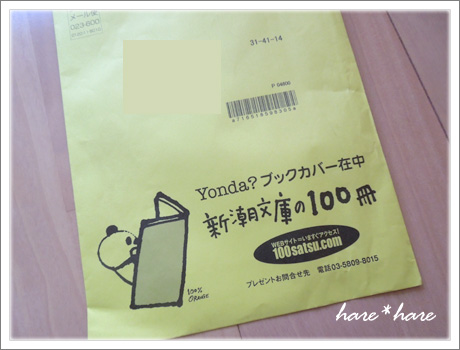 メール便
31-41-14
Yonda?ブックカバー在中
新潮文庫の100冊
WEBサイトいますぐアクセス!
100satsu.com
プレゼントお問合せ先 電話03-5809-8015
100%
ORANGE
hare*hare